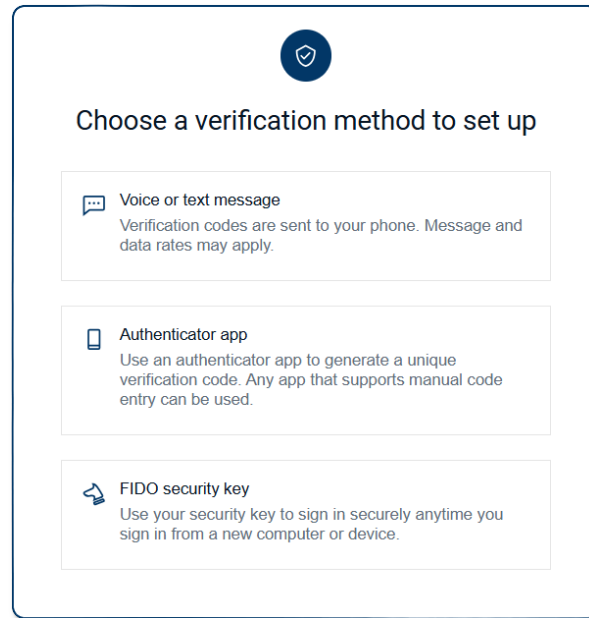 Choose a verification method to set up
Voice or text message
Verification codes are sent to your phone. Message and
data rates may apply.
Authenticator app
Use an authenticator app to generate a unique
verification code. Any app that supports manual code
entry can be used.
FIDO security key
Use your security key to sign in securely anytime you
sign in from a new computer or device.